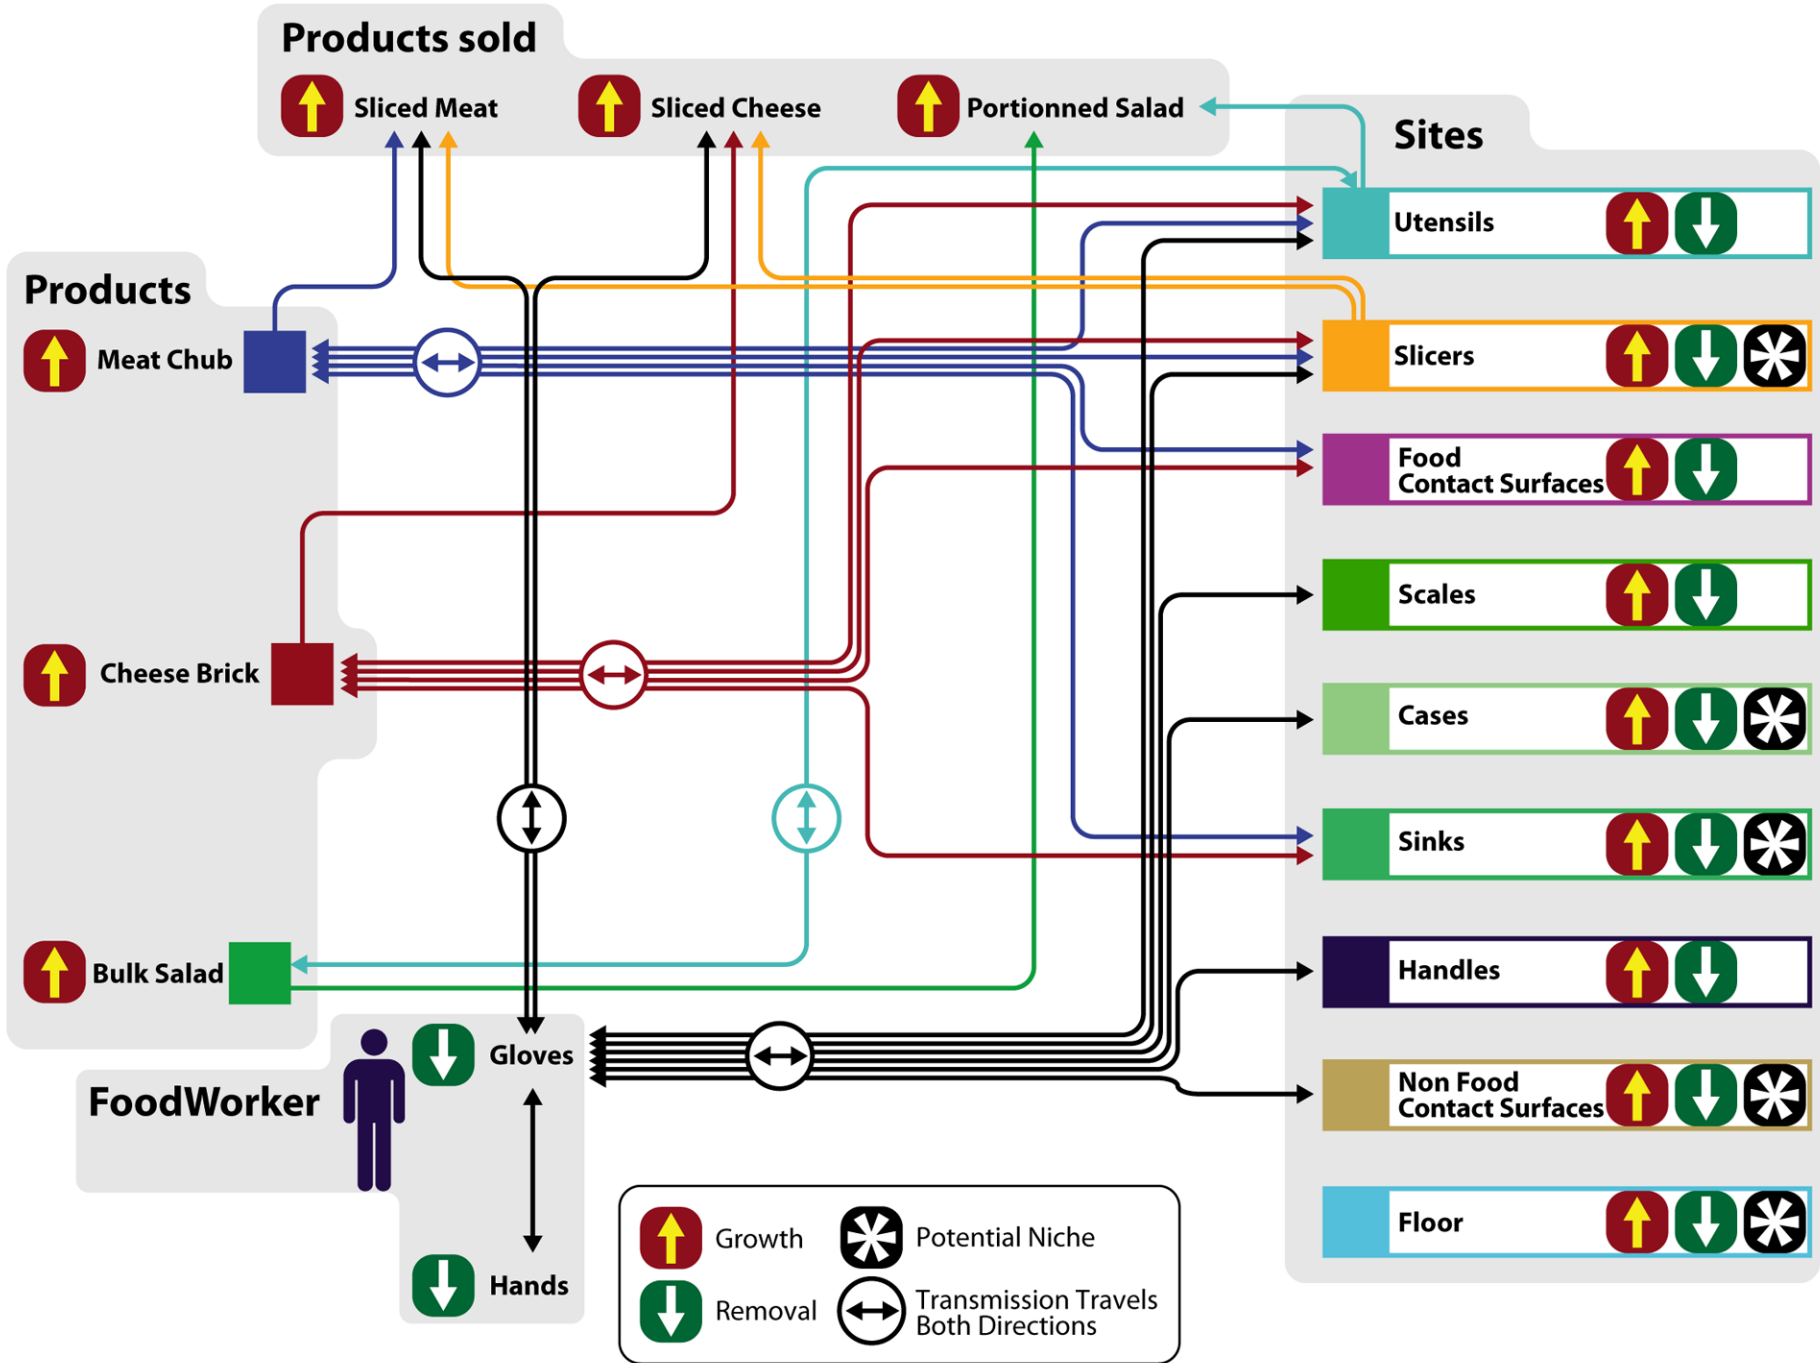 Products sold
Sliced Meat
Sliced Cheese
Portionned Salad
Sites
Utensils
Slicers
Food
Contact Surfaces
Scales
Cases
Sinks
Handles
Non Food
Contact Surfaces
Floor
Products
Meat Chub
Cheese Brick
Bulk Salad
FoodWorker
Gloves
Hands
Growth
Potential Niche
Removal
Transmission Travels
Both Directions